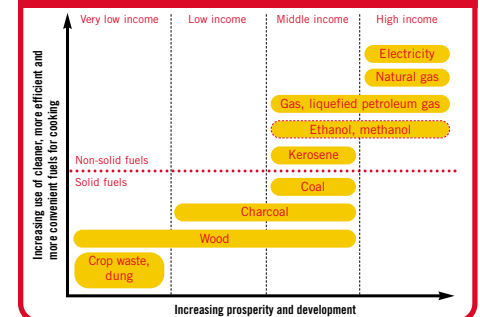 Very low income
Low income
Middle income
High income
Electricity
Natural gas
Gas, liquefied petroleum gas
Ethanol, methanol
Kerosene
Non-solid fuels
Solid fuels
Coal
Charcoal
Wood
Crop waste,
dung
Increasing use of cleaner, more efficient and
more convenient fuels for cooking
Increasing prosperity and development